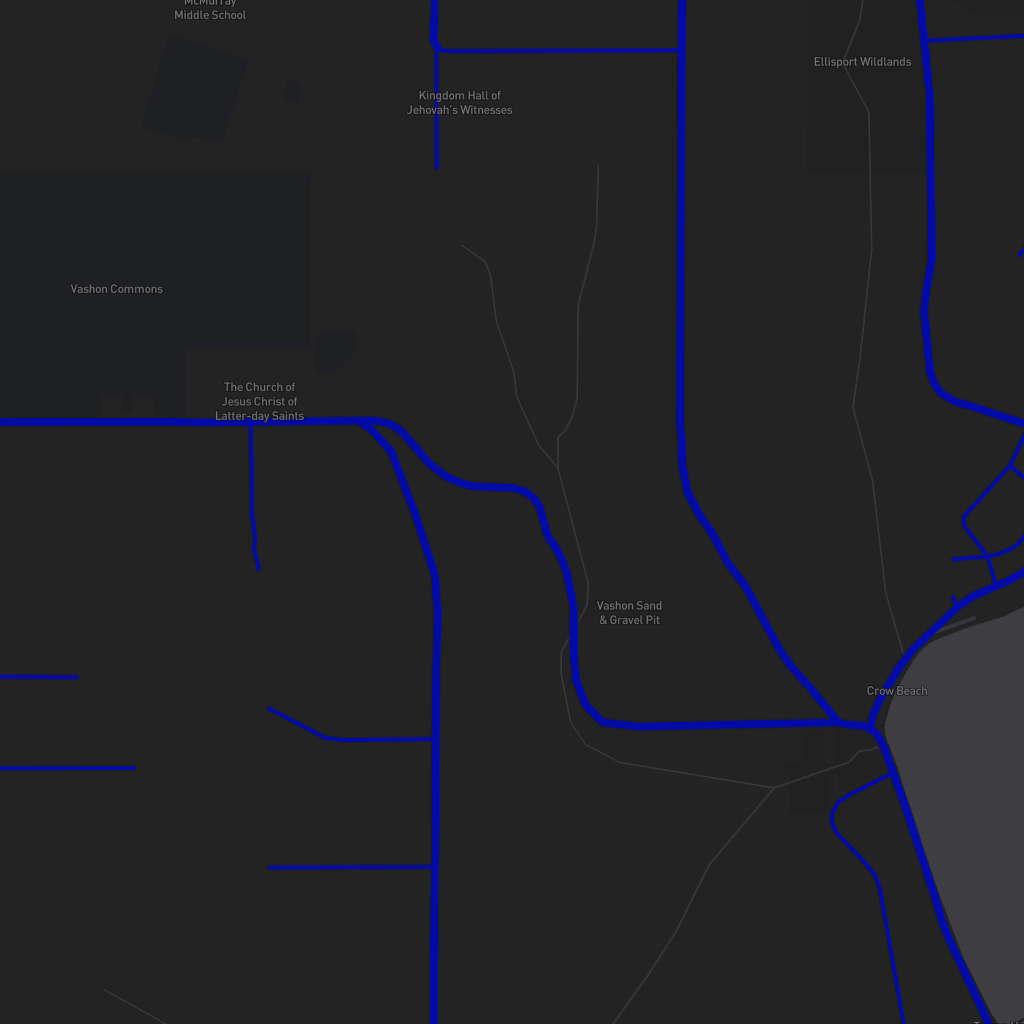 McMurray
Middle School
Ellisport Wildlands
Kingdom Hall of
Jehovah's Witnesses
Vashon Commons
The Church of
Jesus Christ of
Latter-day Saints
Vashon Sand
& Gravel Pit
Crow Beach